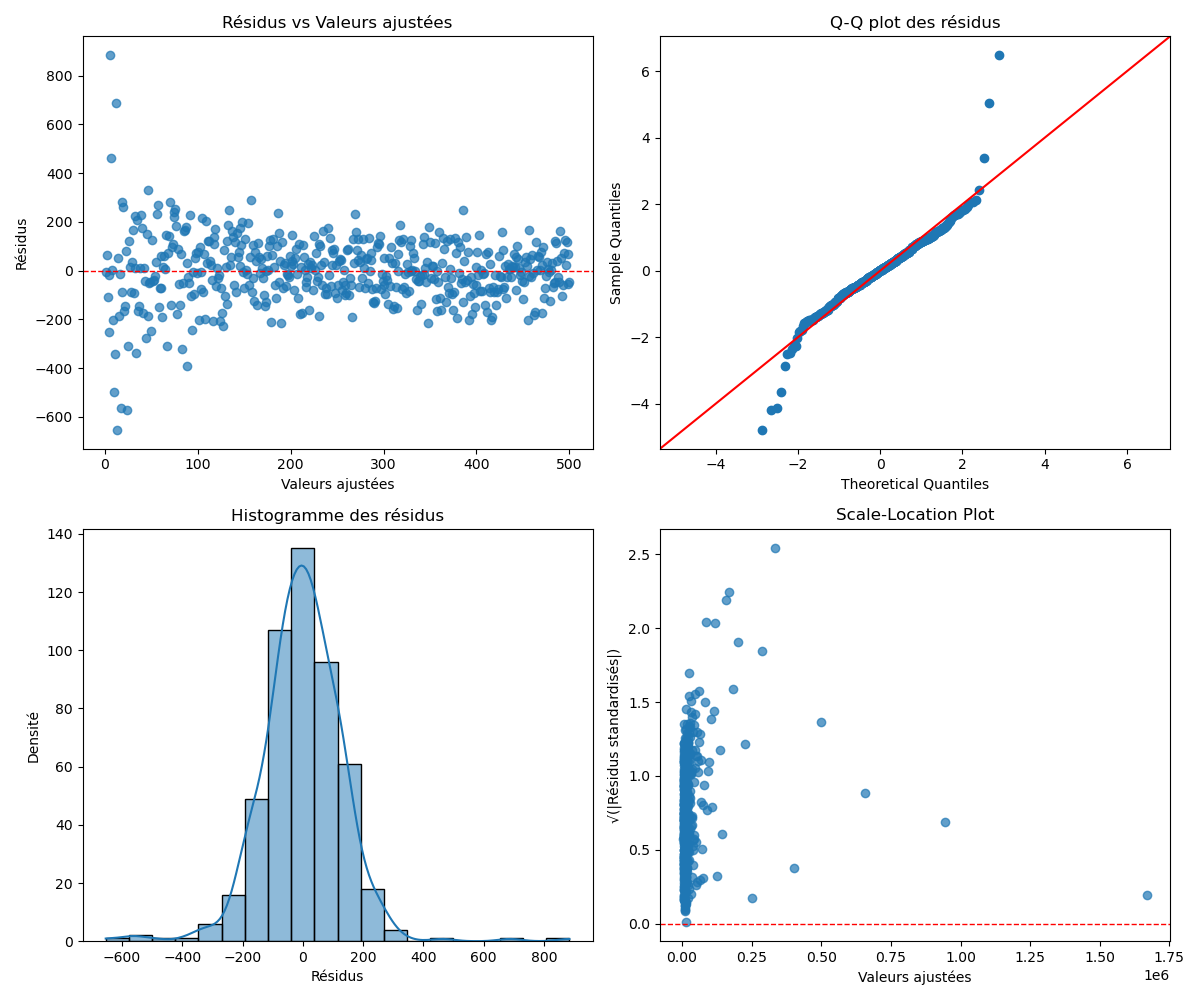 Résidus vs Valeurs ajustées
800
600
400
200
0
−200
−400
−600
Résidus
0 100 200 300 400 500
Valeurs ajustées
Q-Q plot des résidus
6
4
2
0
−2
−4
Sample Quantiles
−4 −2 0 2 4 6
Theoretical Quantiles
Histogramme des résidus
140
120
100
80
60
40
20
0
Densité
−600 −400 −200 0 200 400 600 800
Résidus
Scale-Location Plot
2.5
2.0
1.5
1.0
0.5
0.0
√(|Résidus standardisés|)
0.00 0.25 0.50 0.75 1.00 1.25 1.50 1.75
1e6
Valeurs ajustées